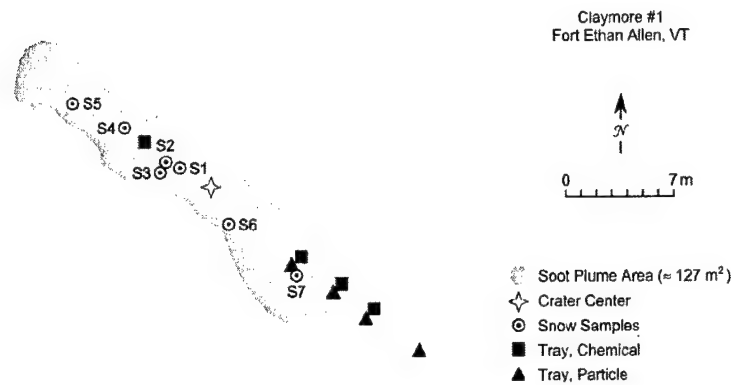 Claymore #1
Fort Ethan Allen, VT
N
0 7 m
S5
S4
S2
S1
S3
S6
S7
Soot Plume Area (≈ 127 m²)
Crater Center
Snow Samples
Tray, Chemical
Tray, Particle